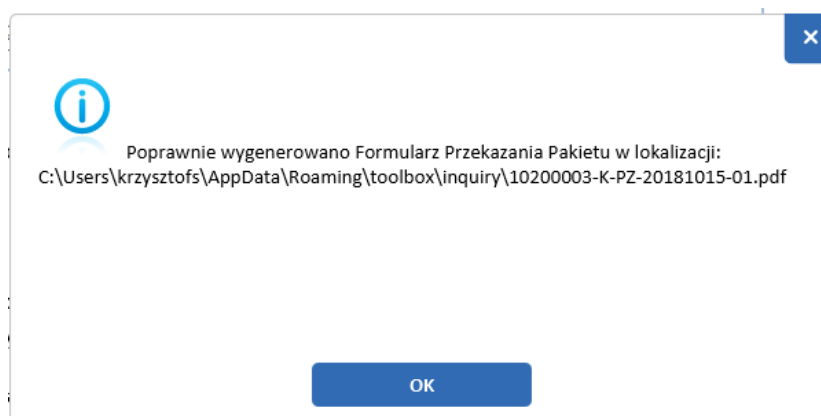 Poprawnie wygenerowano Formularz Przekazania Pakietu w lokalizacji:
C:\Users\krzysztofs\AppData\Roaming\toolbox\inquiry\10200003-K-PZ-20181015-01.pdf
OK